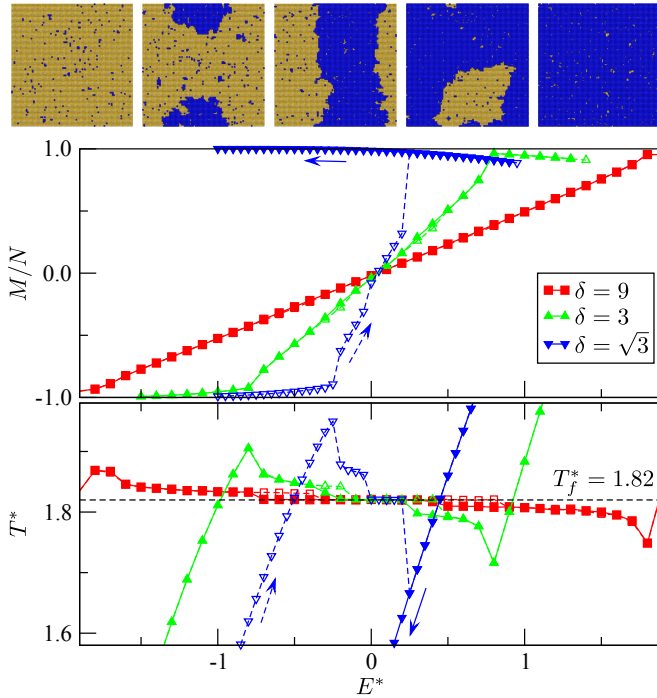 1.0
0.0
-1.0
M/N
δ = 9
δ = 3
δ = √3
T*_f = 1.82
1.8
1.6
T*
-1
0
1
E*